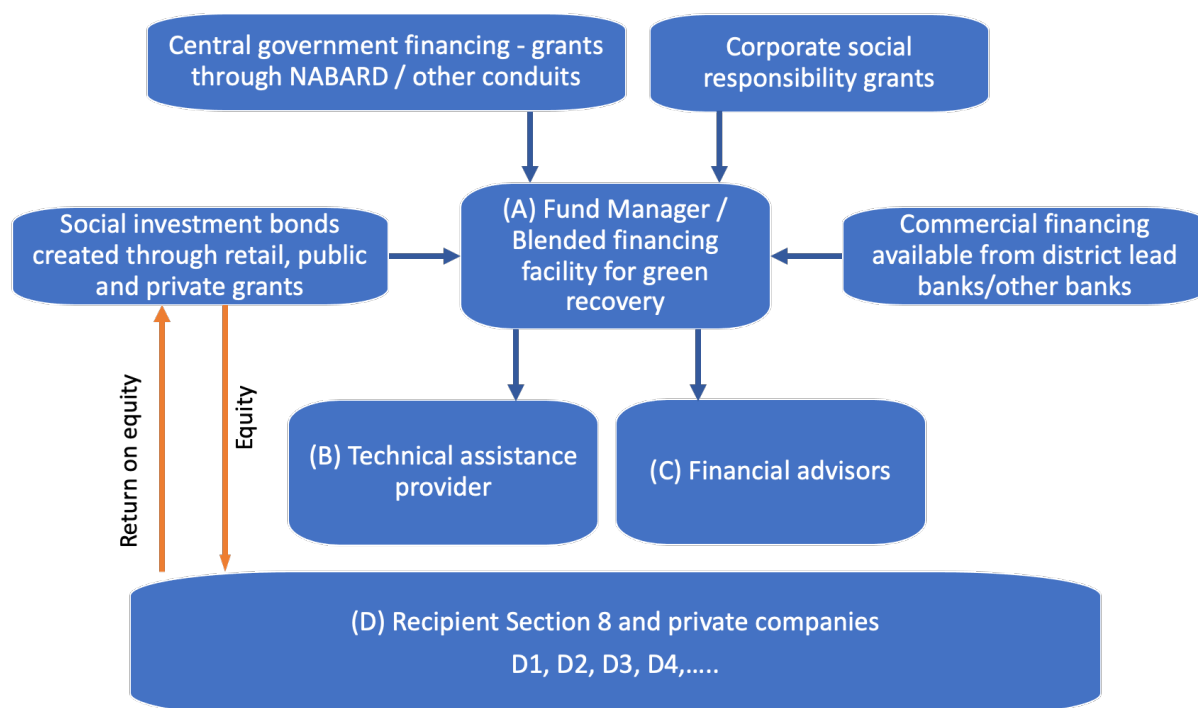 Central government financing - grants
through NABARD / other conduits
Corporate social
responsibility grants
Social investment bonds
created through retail, public
and private grants
(A) Fund Manager /
Blended financing
facility for green
recovery
Commercial financing
available from district lead
banks/other banks
Return on equity
Equity
(B) Technical assistance
provider
(C) Financial advisors
(D) Recipient Section 8 and private companies
D1, D2, D3, D4,.....